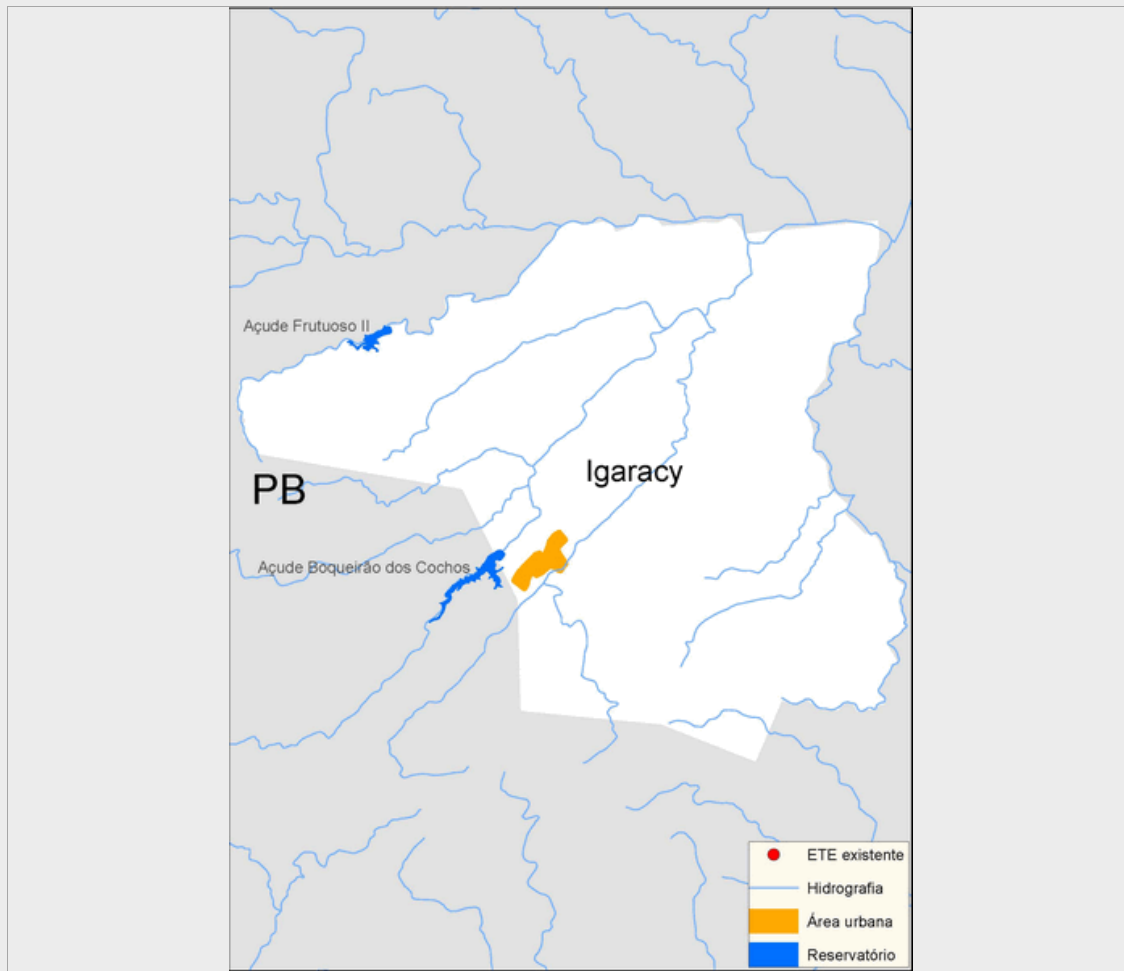 Açude Frutuoso II
Igaracy
PB
Açude Boqueirão dos Cochos
ETE existente
Hidrografia
Área urbana
Reservatório